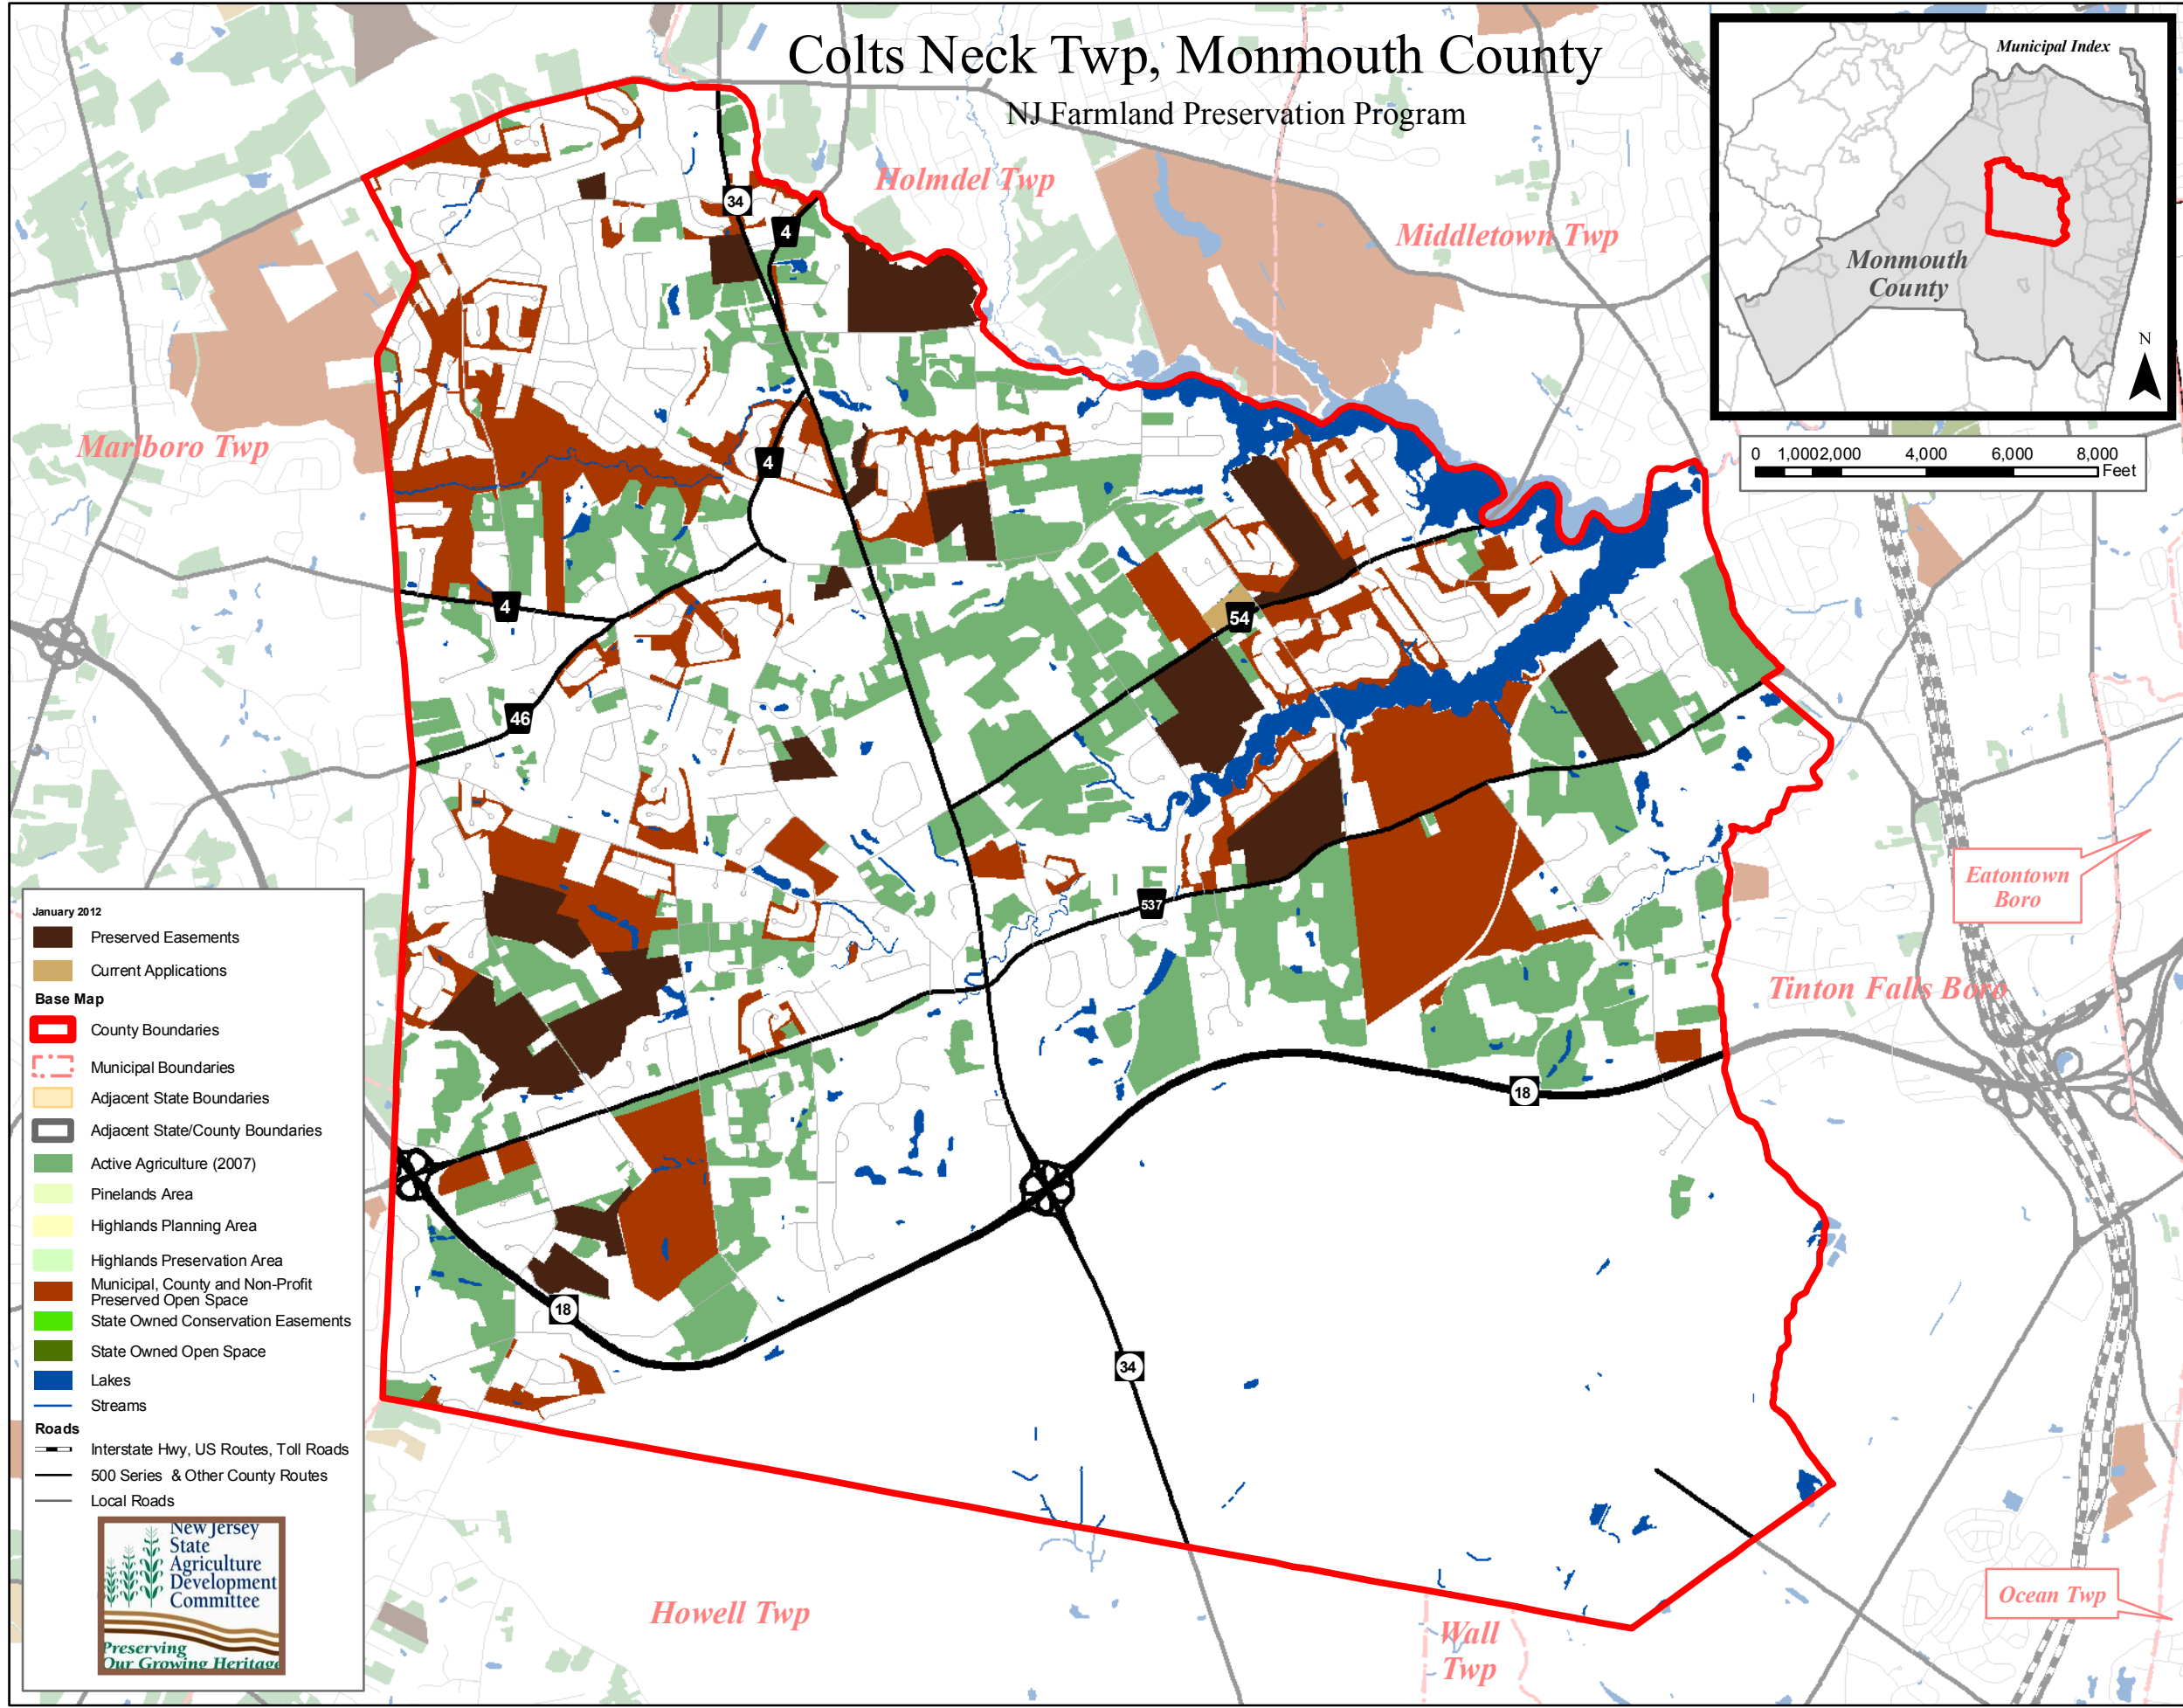 Colts Neck Twp, Monmouth County
NJ Farmland Preservation Program
Municipal Index
Monmouth
County
N
0 1,000 2,000 4,000 6,000 8,000
Feet
Holmdel Twp
Middletown Twp
Marlboro Twp
34
4
4
4
54
46
537
Eatontown
Boro
Tinton Falls Boro
18
18
34
Howell Twp
Wall
Twp
Ocean Twp
January 2012
Preserved Easements
Current Applications
Base Map
County Boundaries
Municipal Boundaries
Adjacent State Boundaries
Adjacent State/County Boundaries
Active Agriculture (2007)
Pinelands Area
Highlands Planning Area
Highlands Preservation Area
Municipal, County and Non-Profit
Preserved Open Space
State Owned Conservation Easements
State Owned Open Space
Lakes
Streams
Roads
Interstate Hwy, US Routes, Toll Roads
500 Series & Other County Routes
Local Roads
New Jersey
State
Agriculture
Development
Committee
Preserving
Our Growing Heritage